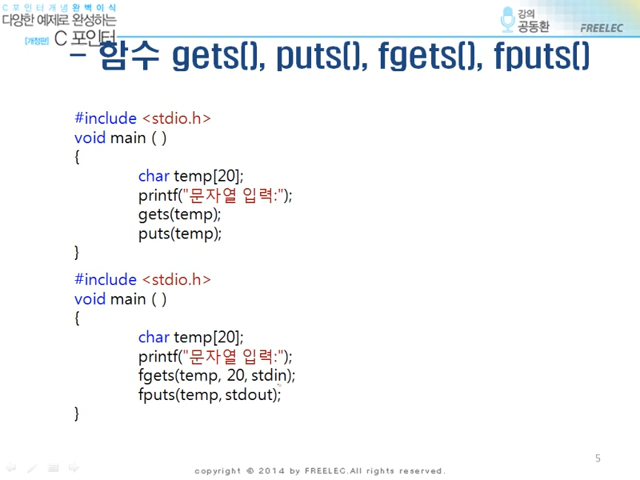 C 포인터개념완벽이식
다양한 예제로 완성하는
[개정판] C 포인터
강의
공동환
FREELEC
- 함수 gets(), puts(), fgets(), fputs()
#include <stdio.h>
void main ( )
{
char temp[20];
printf("문자열 입력:");
gets(temp);
puts(temp);
}
#include <stdio.h>
void main ( )
{
char temp[20];
printf("문자열 입력:");
fgets(temp, 20, stdin);
fputs(temp, stdout);
}
5
copyright © 2014 by FREELEC.All rights reserved.